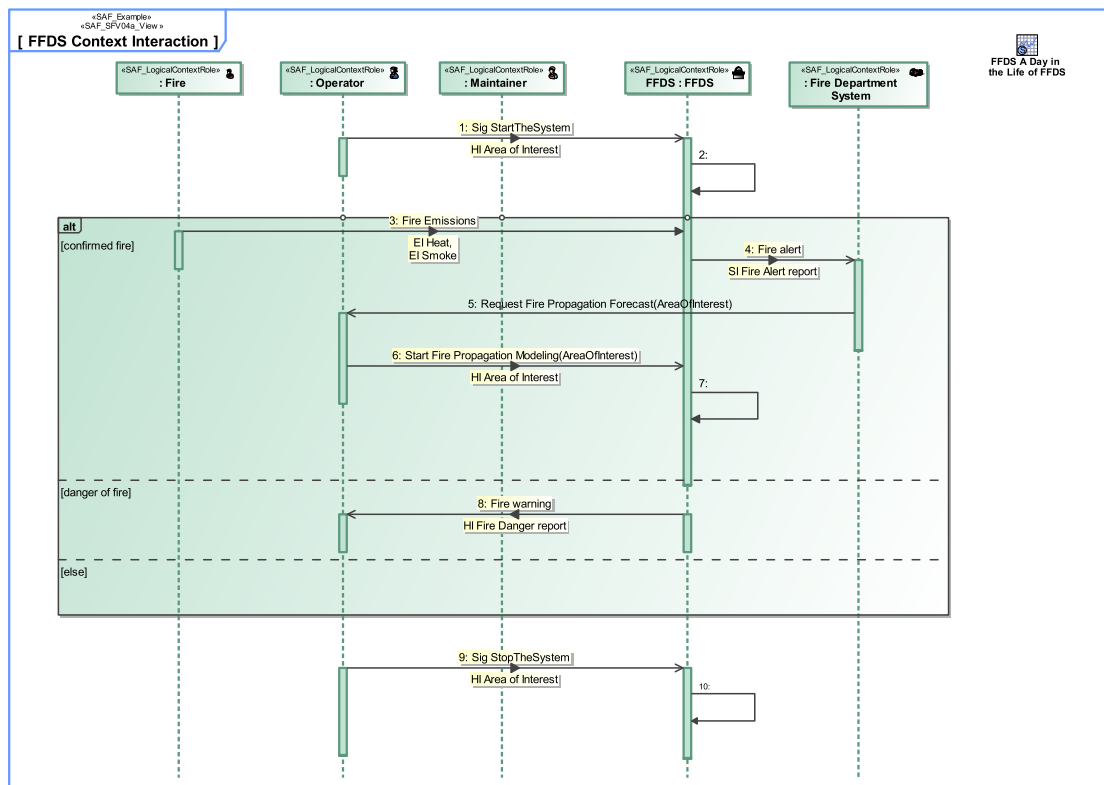 «SAF_Example»
«SAF_SFV04a_View»
[ FFDS Context Interaction ]
FFDS A Day in
the Life of FFDS
«SAF_LogicalContextRole»
: Fire
«SAF_LogicalContextRole»
: Operator
«SAF_LogicalContextRole»
: Maintainer
«SAF_LogicalContextRole»
FFDS : FFDS
«SAF_LogicalContextRole»
: Fire Department
System
1: Sig StartTheSystem
HI Area of Interest
2:
alt
[confirmed fire]
3: Fire Emissions
EI Heat,
EI Smoke
4: Fire alert
SI Fire Alert report
5: Request Fire Propagation Forecast(AreaOfInterest)
6: Start Fire Propagation Modeling(AreaOfInterest)
HI Area of Interest
7:
[danger of fire]
8: Fire warning
HI Fire Danger report
[else]
9: Sig StopTheSystem
HI Area of Interest
10: